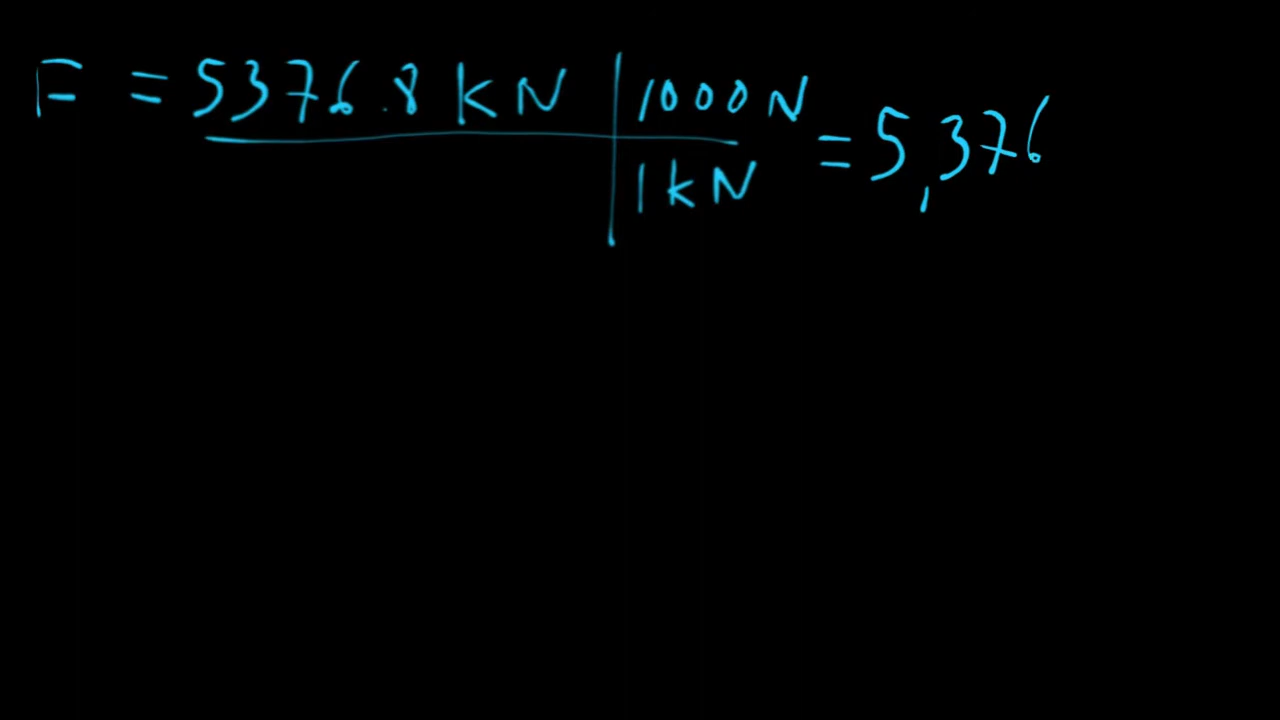 F = 5376.8 kN | 1000 N = 5,376
1 kN